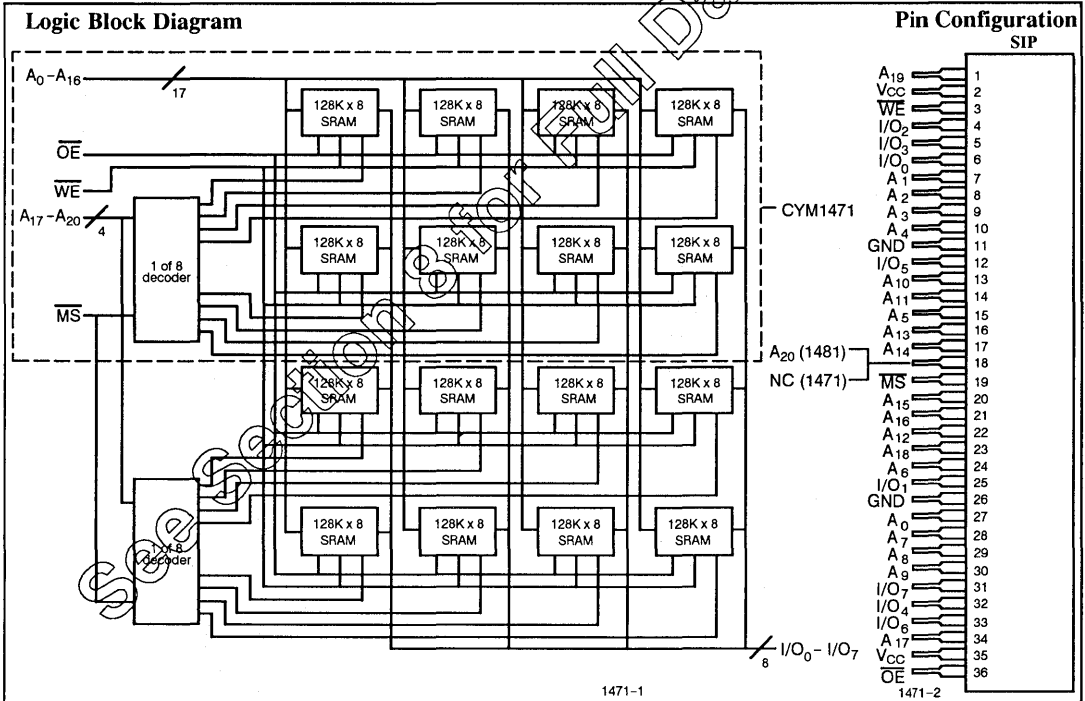 Logic Block Diagram
Pin Configuration
SIP
A0–A16
17
OE
WE
A17–A20
4
MS
1 of 8
decoder
1 of 8
decoder
128K x 8
SRAM
128K x 8
SRAM
128K x 8
SRAM
128K x 8
SRAM
128K x 8
SRAM
128K x 8
SRAM
128K x 8
SRAM
128K x 8
SRAM
128K x 8
SRAM
128K x 8
SRAM
128K x 8
SRAM
128K x 8
SRAM
128K x 8
SRAM
128K x 8
SRAM
128K x 8
SRAM
128K x 8
SRAM
CYM1471
I/O0– I/O7
8
1471-1
See Section 8 for Full
A19 1
VCC 2
WE 3
I/O2 4
I/O3 5
I/O0 6
A1 7
A2 8
A3 9
A4 10
GND 11
I/O5 12
A10 13
A11 14
A5 15
A13 16
A14 17
A20 (1481)
NC (1471)
18
MS 19
A15 20
A16 21
A12 22
A18 23
A6 24
I/O1 25
GND 26
A0 27
A7 28
A8 29
A9 30
I/O7 31
I/O4 32
I/O6 33
A17 34
VCC 35
OE 36
1471-2